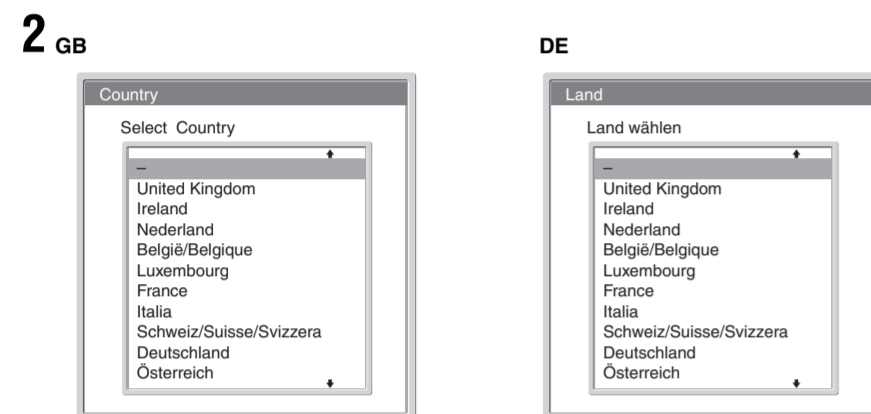 2 GB
Country
Select Country
–
United Kingdom
Ireland
Nederland
België/Belgique
Luxembourg
France
Italia
Schweiz/Suisse/Svizzera
Deutschland
Österreich
DE
Land
Land wählen
–
United Kingdom
Ireland
Nederland
België/Belgique
Luxembourg
France
Italia
Schweiz/Suisse/Svizzera
Deutschland
Österreich